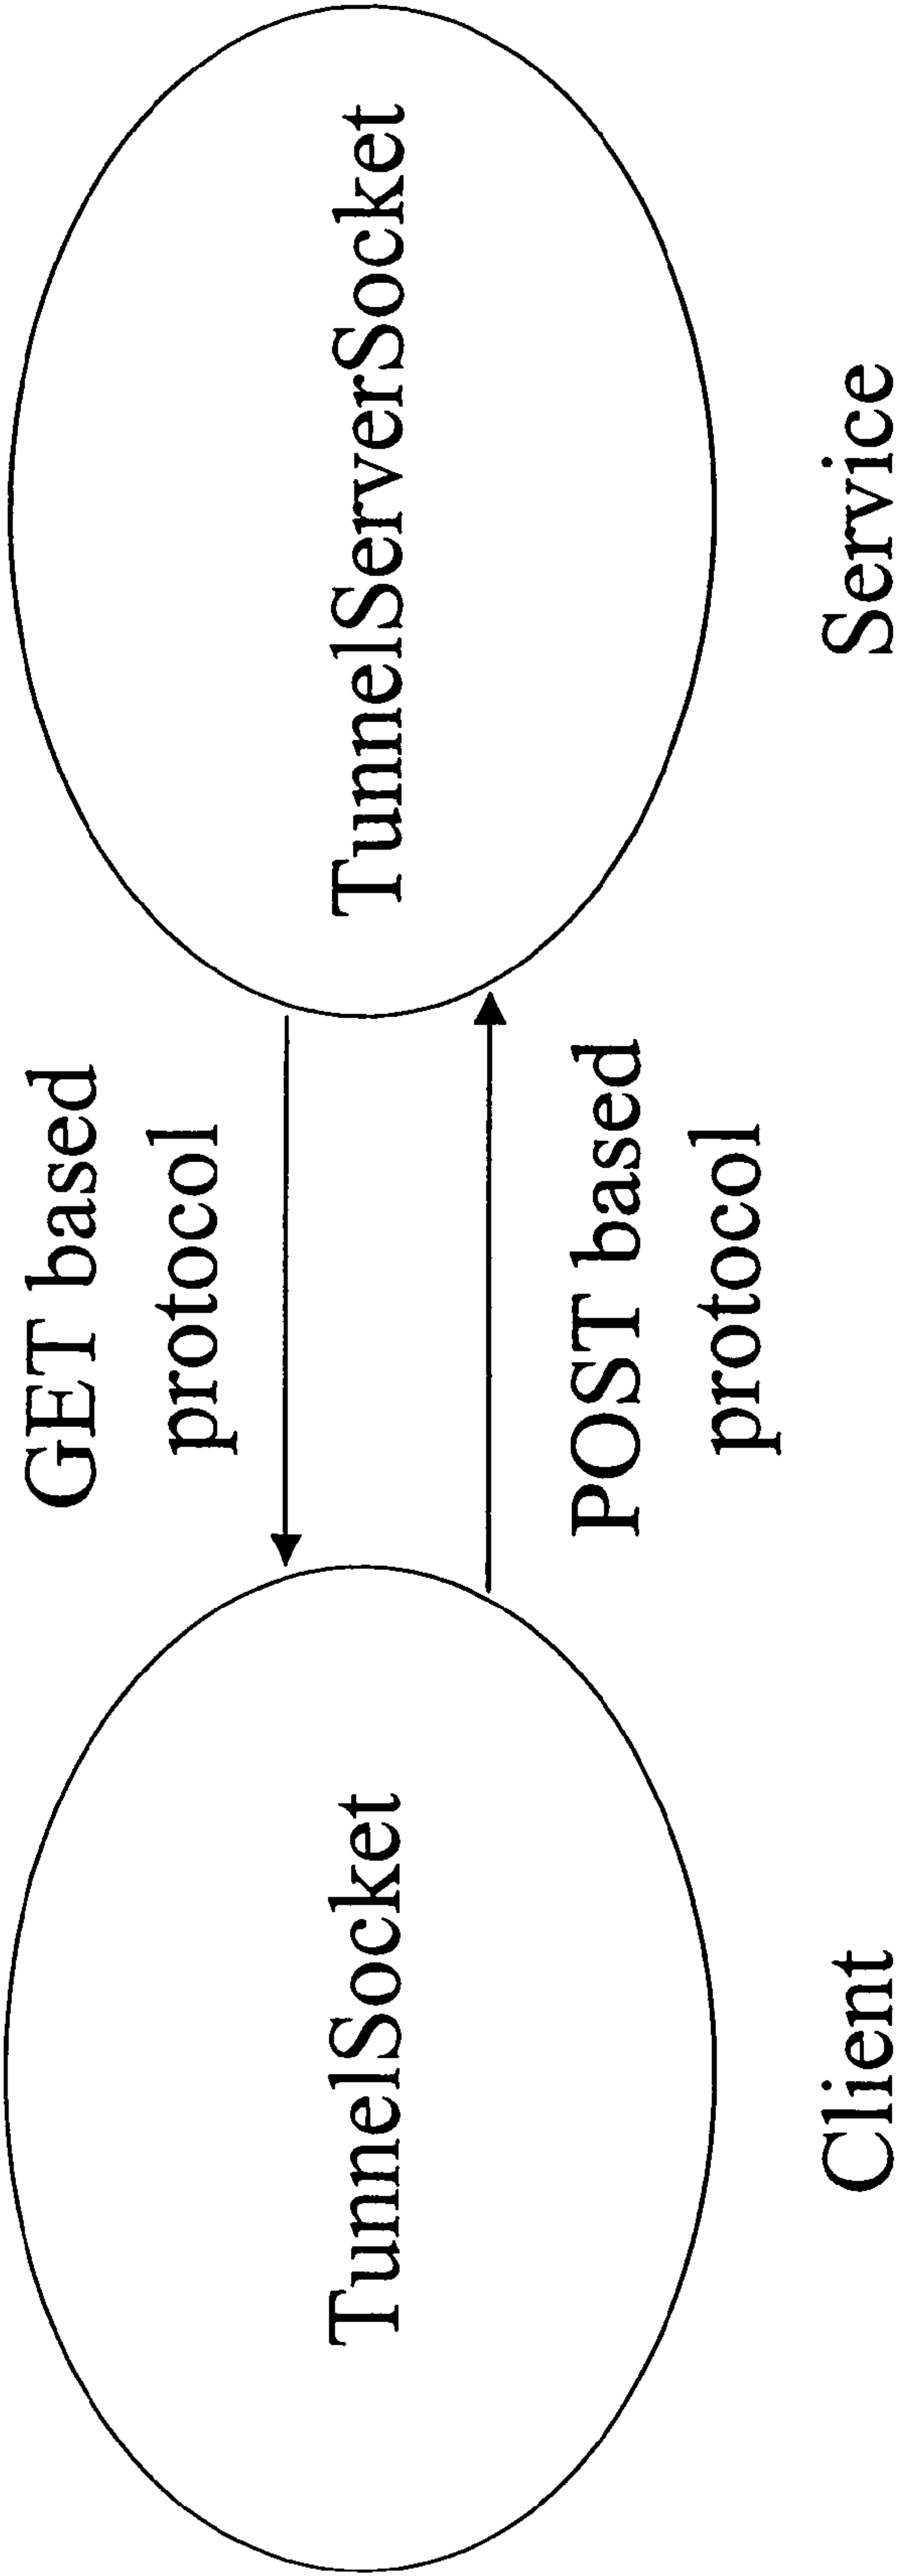 GET based
protocol
TunnelSocket
TunnelServerSocket
POST based
protocol
Client
Service